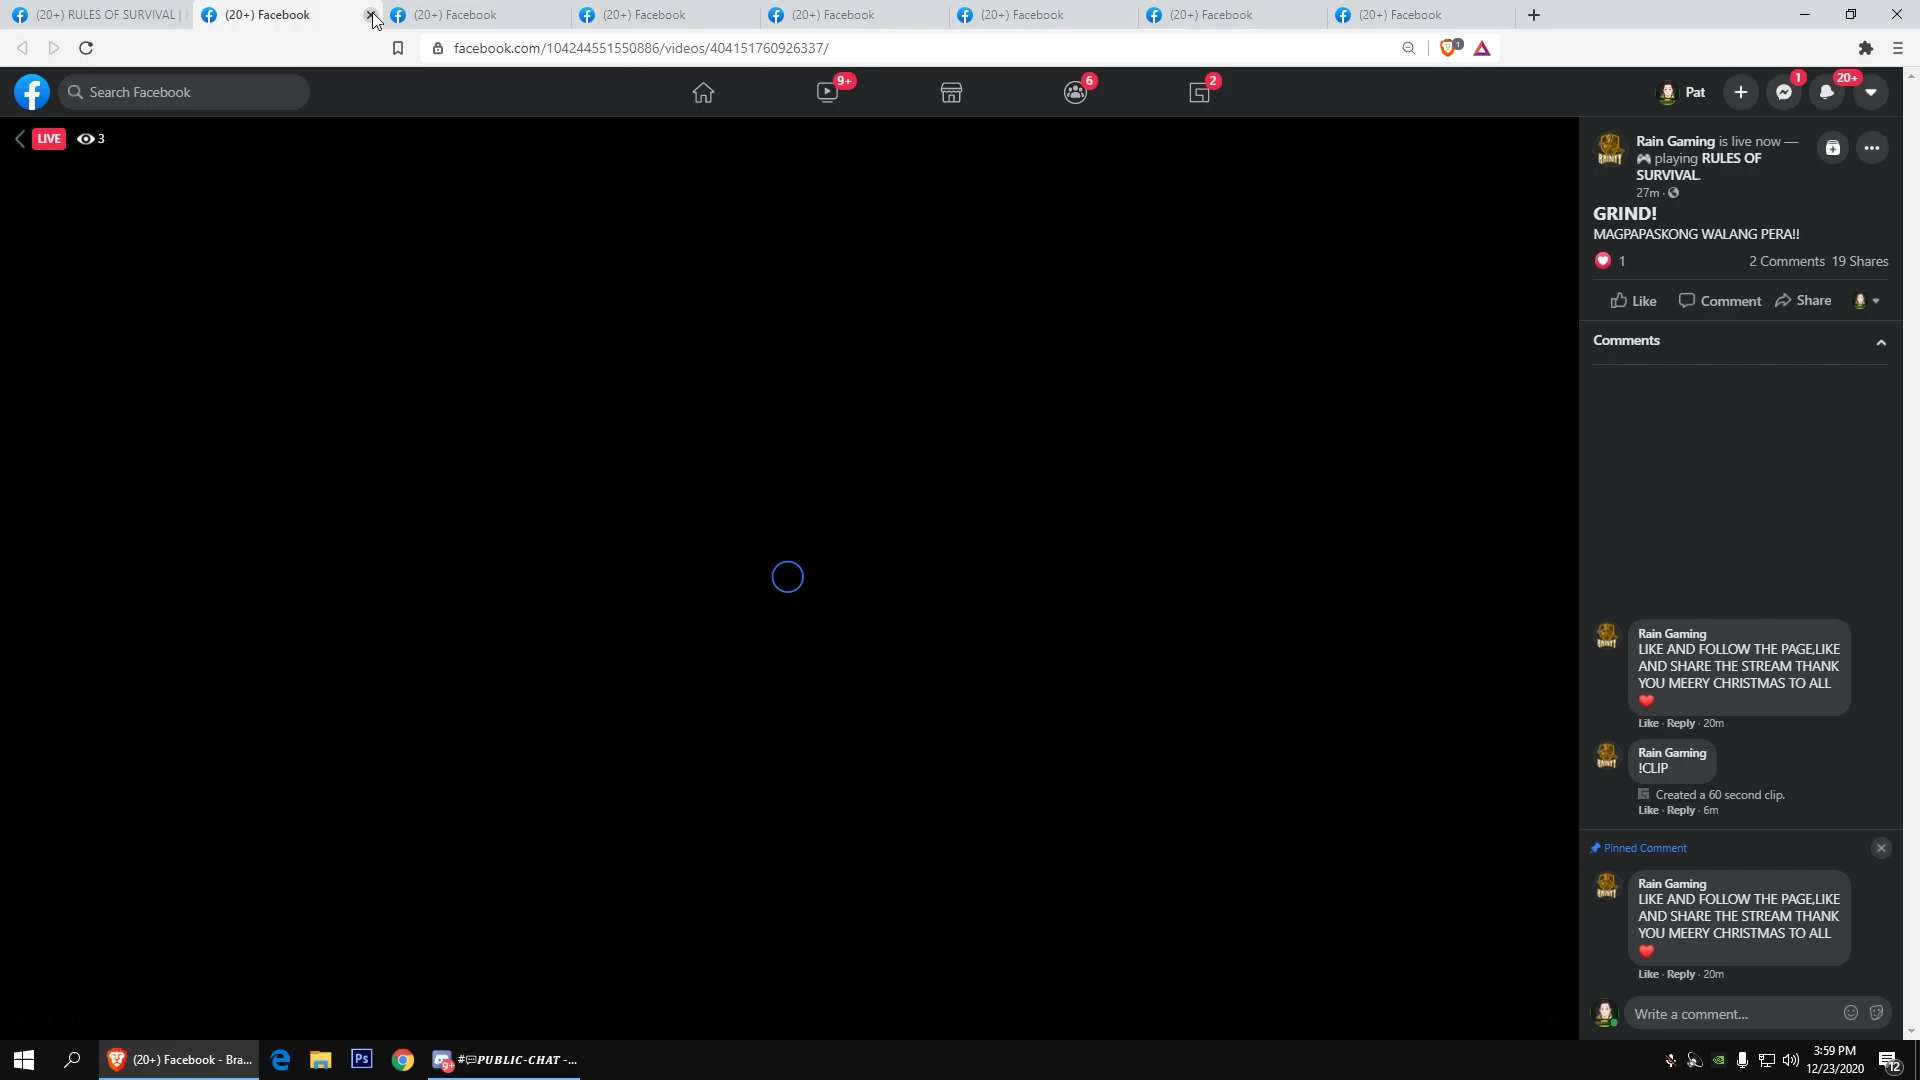 (20+) RULES OF SURVIVAL |
(20+) Facebook
(20+) Facebook
(20+) Facebook
(20+) Facebook
(20+) Facebook
(20+) Facebook
(20+) Facebook
facebook.com/104244551550886/videos/404151760926337/
1
Search Facebook
9+
6
2
Pat
1
20+
LIVE
3
Rain Gaming is live now —
playing RULES OF
SURVIVAL.
27m ·
GRIND!
MAGPAPASKONG WALANG PERA!!
1
2 Comments 19 Shares
Like
Comment
Share
Comments
Rain Gaming
LIKE AND FOLLOW THE PAGE,LIKE
AND SHARE THE STREAM THANK
YOU MEERY CHRISTMAS TO ALL
❤️
Like · Reply · 20m
Rain Gaming
!CLIP
Created a 60 second clip.
Like · Reply · 6m
Pinned Comment
Rain Gaming
LIKE AND FOLLOW THE PAGE,LIKE
AND SHARE THE STREAM THANK
YOU MEERY CHRISTMAS TO ALL
❤️
Like · Reply · 20m
Write a comment...
(20+) Facebook - Bra...
Ps
9+
#💬𝑷𝑼𝑩𝑳𝑰𝑪-𝑪𝑯𝑨𝑻 -...
3:59 PM
12/23/2020
12